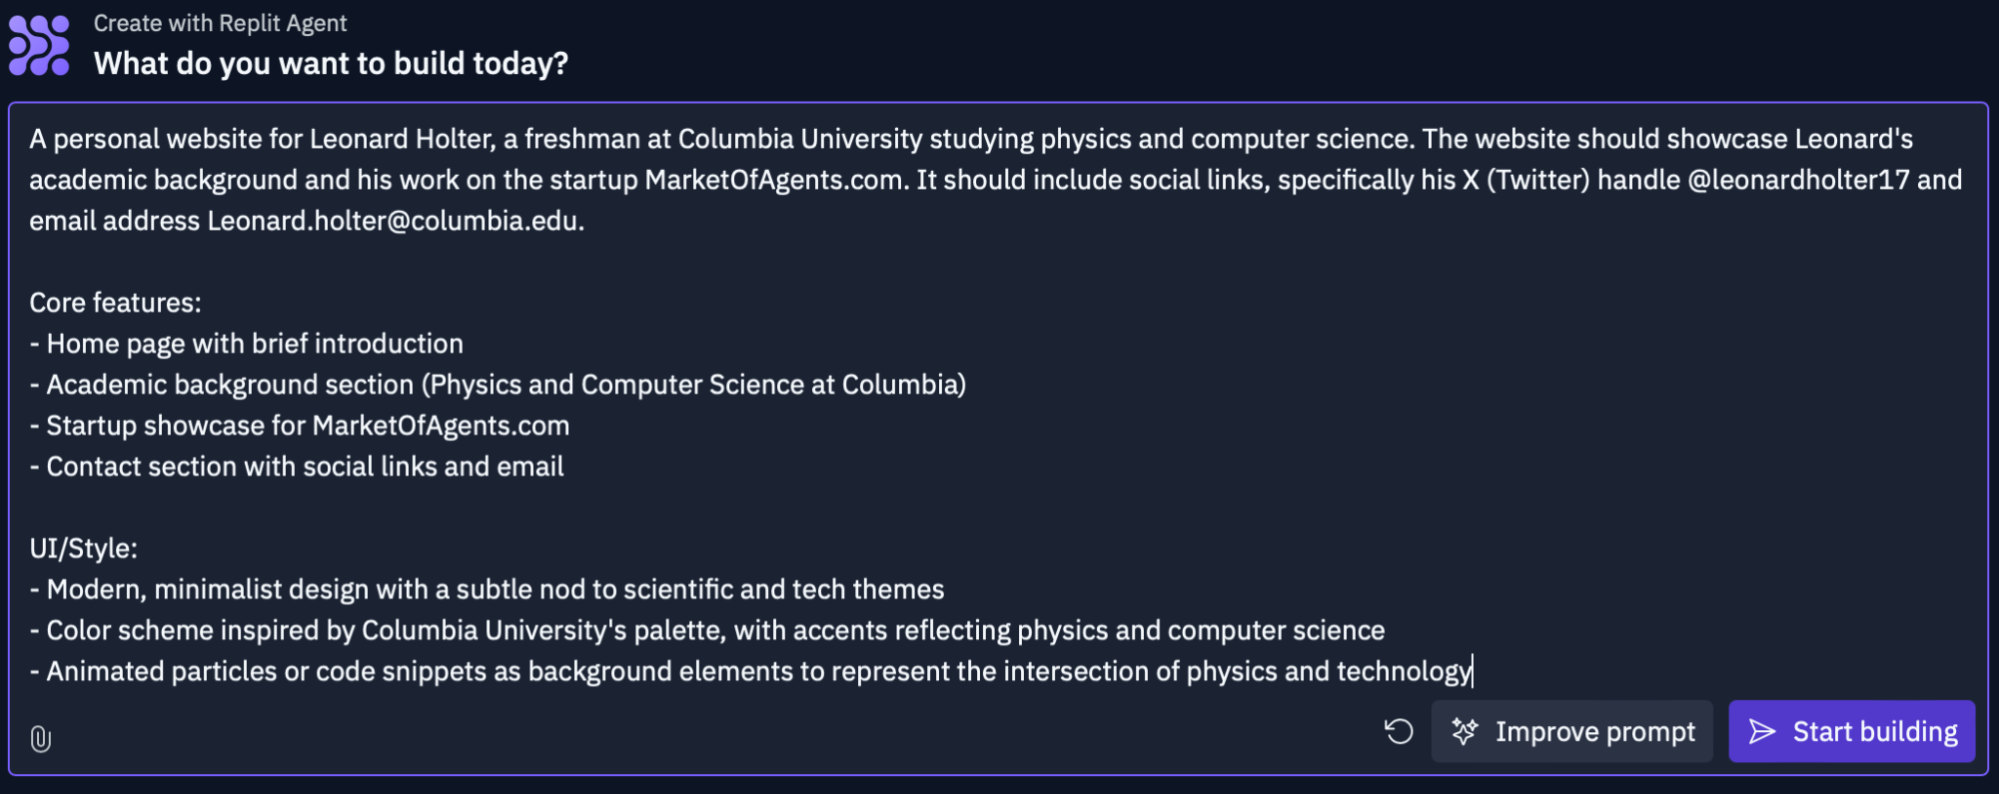 Create with Replit Agent
What do you want to build today?
A personal website for Leonard Holter, a freshman at Columbia University studying physics and computer science. The website should showcase Leonard's
academic background and his work on the startup MarketOfAgents.com. It should include social links, specifically his X (Twitter) handle @leonardholter17 and
email address Leonard.holter@columbia.edu.
Core features:
- Home page with brief introduction
- Academic background section (Physics and Computer Science at Columbia)
- Startup showcase for MarketOfAgents.com
- Contact section with social links and email
UI/Style:
- Modern, minimalist design with a subtle nod to scientific and tech themes
- Color scheme inspired by Columbia University's palette, with accents reflecting physics and computer science
- Animated particles or code snippets as background elements to represent the intersection of physics and technology
Improve prompt
Start building